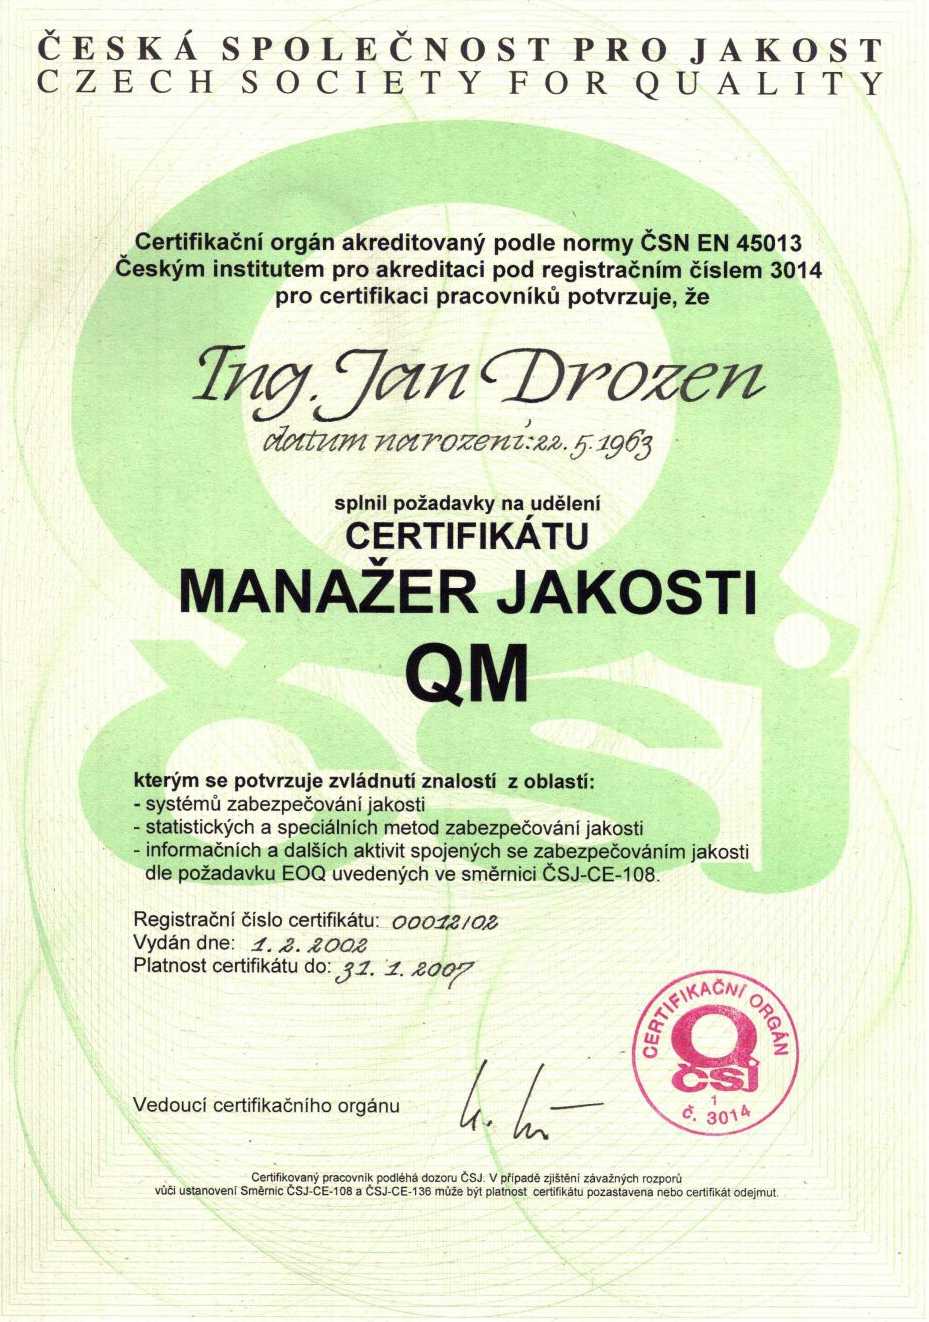 ČESKÁ SPOLEČNOST PRO JAKOST
CZECH SOCIETY FOR QUALITY
Certifikační orgán akreditovaný podle normy ČSN EN 45013
Českým institutem pro akreditaci pod registračním číslem 3014
pro certifikaci pracovníků potvrzuje, že
Ing. Jan Drozen
datum narození: 22. 5. 1963
splnil požadavky na udělení
CERTIFIKÁTU
MANAŽER JAKOSTI
QM
kterým se potvrzuje zvládnutí znalostí z oblastí:
- systémů zabezpečování jakosti
- statistických a speciálních metod zabezpečování jakosti
- informačních a dalších aktivit spojených se zabezpečováním jakosti
dle požadavku EOQ uvedených ve směrnici ČSJ-CE-108.
Registrační číslo certifikátu: 00012/02
Vydán dne: 1. 2. 2002
Platnost certifikátu do: 31. 1. 2007
CERTIFIKAČNÍ ORGÁN
Q
čsj
1
č. 3014
Vedoucí certifikačního orgánu
Certifikovaný pracovník podléhá dozoru ČSJ. V případě zjištění závažných rozporů
vůči ustanovení Směrnic ČSJ-CE-108 a ČSJ-CE-136 může být platnost certifikátu pozastavena nebo certifikát odejmut.